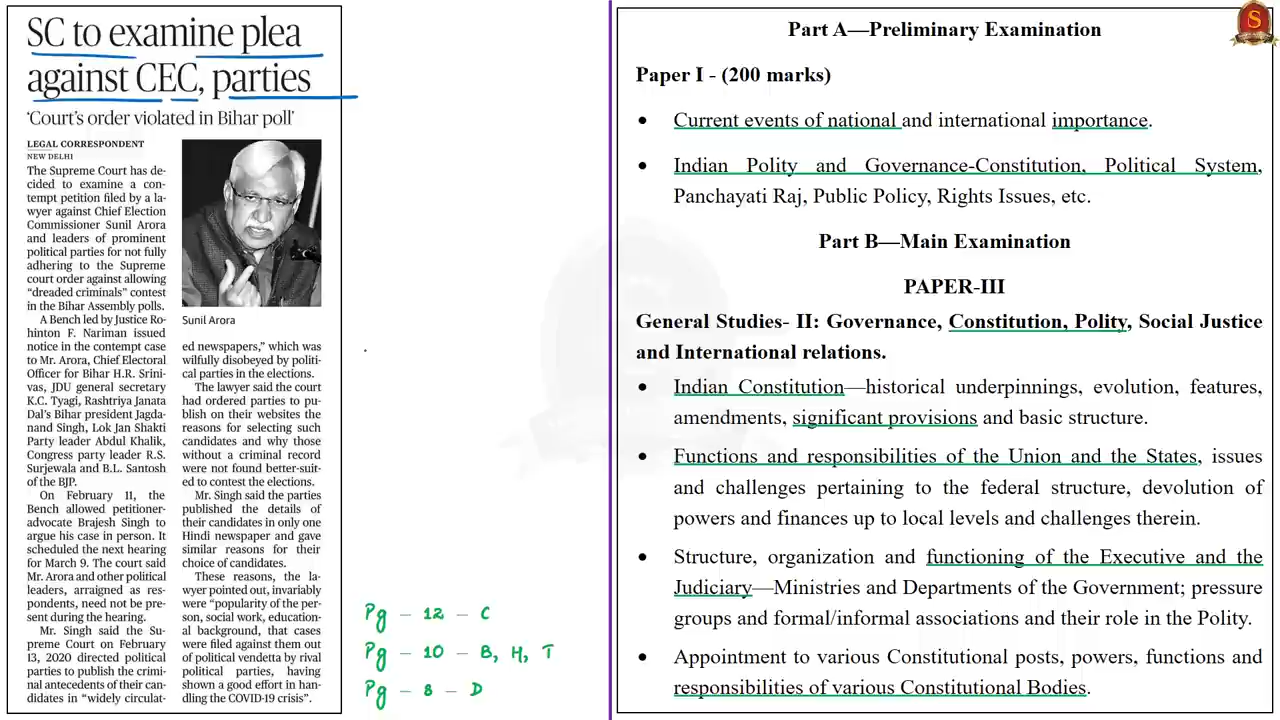 SC to examine plea
against CEC, parties
'Court's order violated in Bihar poll'
LEGAL CORRESPONDENT
NEW DELHI
The Supreme Court has de-
cided to examine a con-
tempt petition filed by a la-
wyer against Chief Election
Commissioner Sunil Arora
and leaders of prominent
political parties for not fully
adhering to the Supreme
court order against allowing
"dreaded criminals" contest
in the Bihar Assembly polls.
A Bench led by Justice Ro-
hinton F. Nariman issued
notice in the contempt case
to Mr. Arora, Chief Electoral
Officer for Bihar H.R. Srini-
vas, JDU general secretary
K.C. Tyagi, Rashtriya Janata
Dal's Bihar president Jagda-
nand Singh, Lok Jan Shakti
Party leader Abdul Khalik,
Congress party leader R.S.
Surjewala and B.L. Santosh
of the BJP.
On February 11, the
Bench allowed petitioner-
advocate Brajesh Singh to
argue his case in person. It
scheduled the next hearing
for March 9. The court said
Mr. Arora and other political
leaders, arraigned as res-
pondents, need not be pre-
sent during the hearing.
Mr. Singh said the Su-
preme Court on February
13, 2020 directed political
parties to publish the crimi-
nal antecedents of their can-
didates in "widely circulat-
Sunil Arora
ed newspapers," which was
wilfully disobeyed by politi-
cal parties in the elections.
The lawyer said the court
had ordered parties to pu-
blish on their websites the
reasons for selecting such
candidates and why those
without a criminal record
were not found better-suit-
ed to contest the elections.
Mr. Singh said the parties
published the details of
their candidates in only one
Hindi newspaper and gave
similar reasons for their
choice of candidates.
These reasons, the la-
wyer pointed out, invariably
were "popularity of the per-
son, social work, education-
al background, that cases
were filed against them out
of political vendetta by rival
political parties, having
shown a good effort in han-
dling the COVID-19 crisis".
Pg – 12 – C
Pg – 10 – B, H, T
Pg – 8 – D
S
Part A—Preliminary Examination
Paper I - (200 marks)
• Current events of national and international importance.
• Indian Polity and Governance-Constitution, Political System,
Panchayati Raj, Public Policy, Rights Issues, etc.
Part B—Main Examination
PAPER-III
General Studies- II: Governance, Constitution, Polity, Social Justice
and International relations.
• Indian Constitution—historical underpinnings, evolution, features,
amendments, significant provisions and basic structure.
• Functions and responsibilities of the Union and the States, issues
and challenges pertaining to the federal structure, devolution of
powers and finances up to local levels and challenges therein.
• Structure, organization and functioning of the Executive and the
Judiciary—Ministries and Departments of the Government; pressure
groups and formal/informal associations and their role in the Polity.
• Appointment to various Constitutional posts, powers, functions and
responsibilities of various Constitutional Bodies.